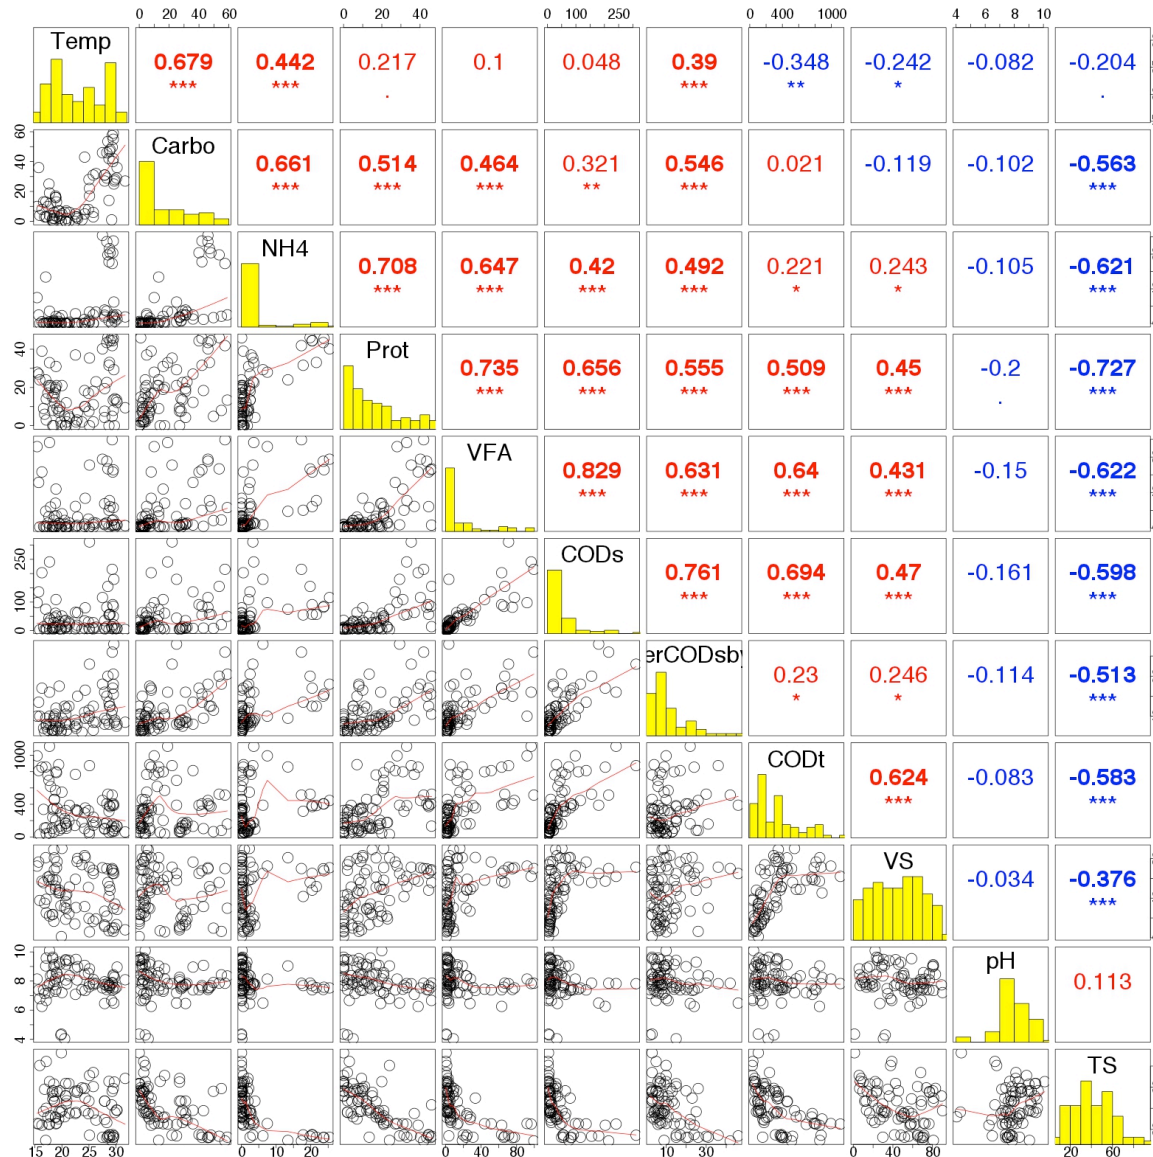 0 20 40 60 0 20 40 0 100 250 0 400 1000 4 6 8 10
Temp 0.679 0.442 0.217 0.1 0.048 0.39 -0.348 -0.242 -0.082 -0.204
*** *** . *** ** * .
Carbo 0.661 0.514 0.464 0.321 0.546 0.021 -0.119 -0.102 -0.563
*** *** *** ** *** ***
0 20 40 60
NH4 0.708 0.647 0.42 0.492 0.221 0.243 -0.105 -0.621
*** *** *** *** * * ***
Prot 0.735 0.656 0.555 0.509 0.45 -0.2 -0.727
*** *** *** *** *** . ***
0 20 40
VFA 0.829 0.631 0.64 0.431 -0.15 -0.622
*** *** *** *** ***
CODs 0.761 0.694 0.47 -0.161 -0.598
*** *** *** ***
0 100 250
erCODsby 0.23 0.246 -0.114 -0.513
* * ***
CODt 0.624 -0.083 -0.583
*** ***
0 400 1000
VS -0.034 -0.376
***
pH 0.113
4 6 8 10
TS
15 20 25 30 0 10 20 0 40 80 10 30 0 40 80 20 60